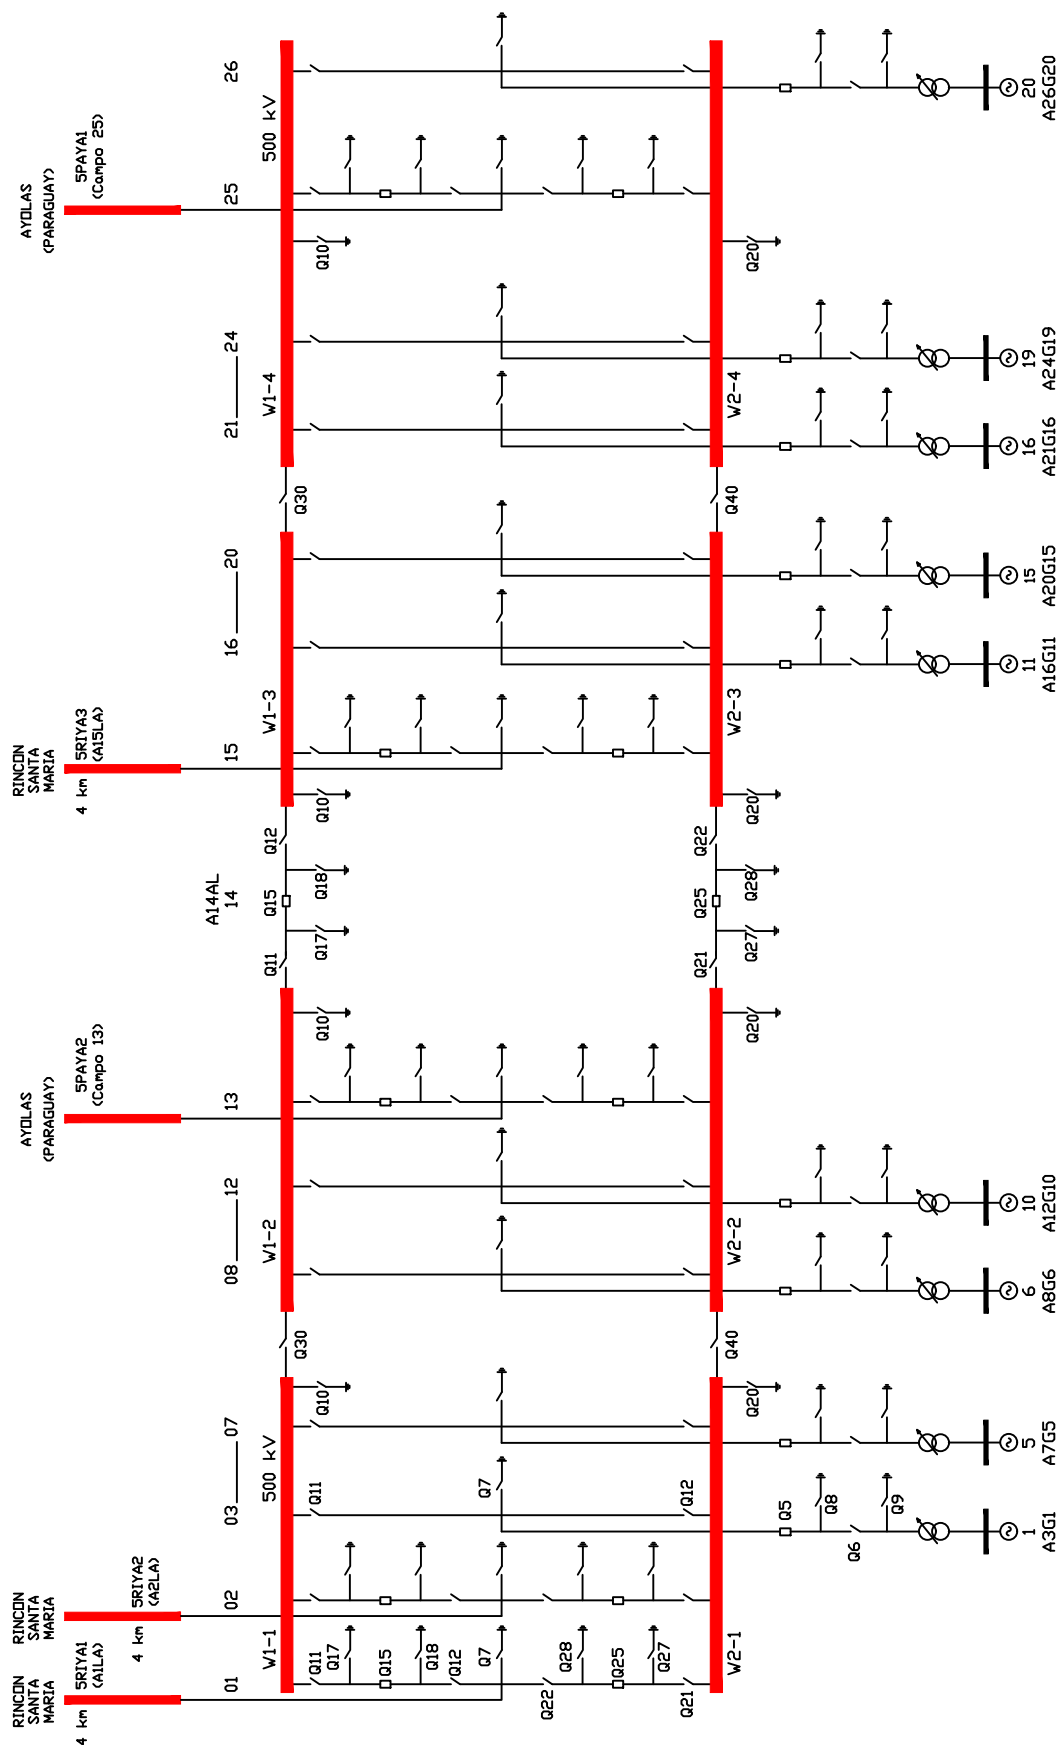 RINCON
SANTA
MARIA
4 km 5RIYA1
(A1LA)
RINCON
SANTA
MARIA
4 km 5RIYA2
(A2LA)
AYOLAS
(PARAGUAY)
5PAYA2
(Campo 13)
RINCON
SANTA
MARIA
4 km 5RIYA3
(A15LA)
AYOLAS
(PARAGUAY)
5PAYA1
(Campo 25)
A14AL
01
02
03
07
08
12
13
14
15
16
20
21
24
25
26
W1-1
500 kV
W1-2
Q11
Q15
Q12
W1-3
W1-4
500 kV
Q30
Q30
Q11
Q17
Q11
Q10
Q10
Q17
Q18
Q10
Q10
Q15
Q18
Q12
Q7
Q7
Q22
Q28
Q25
Q27
Q21
Q12
Q21
Q25
Q22
W2-1
Q40
W2-2
W2-3
Q40
W2-4
Q20
Q20
Q27
Q28
Q20
Q20
Q5
Q8
Q6
Q9
1
5
6
10
11
15
16
19
20
A3G1
A7G5
A8G6
A12G10
A16G11
A20G15
A21G16
A24G19
A26G20